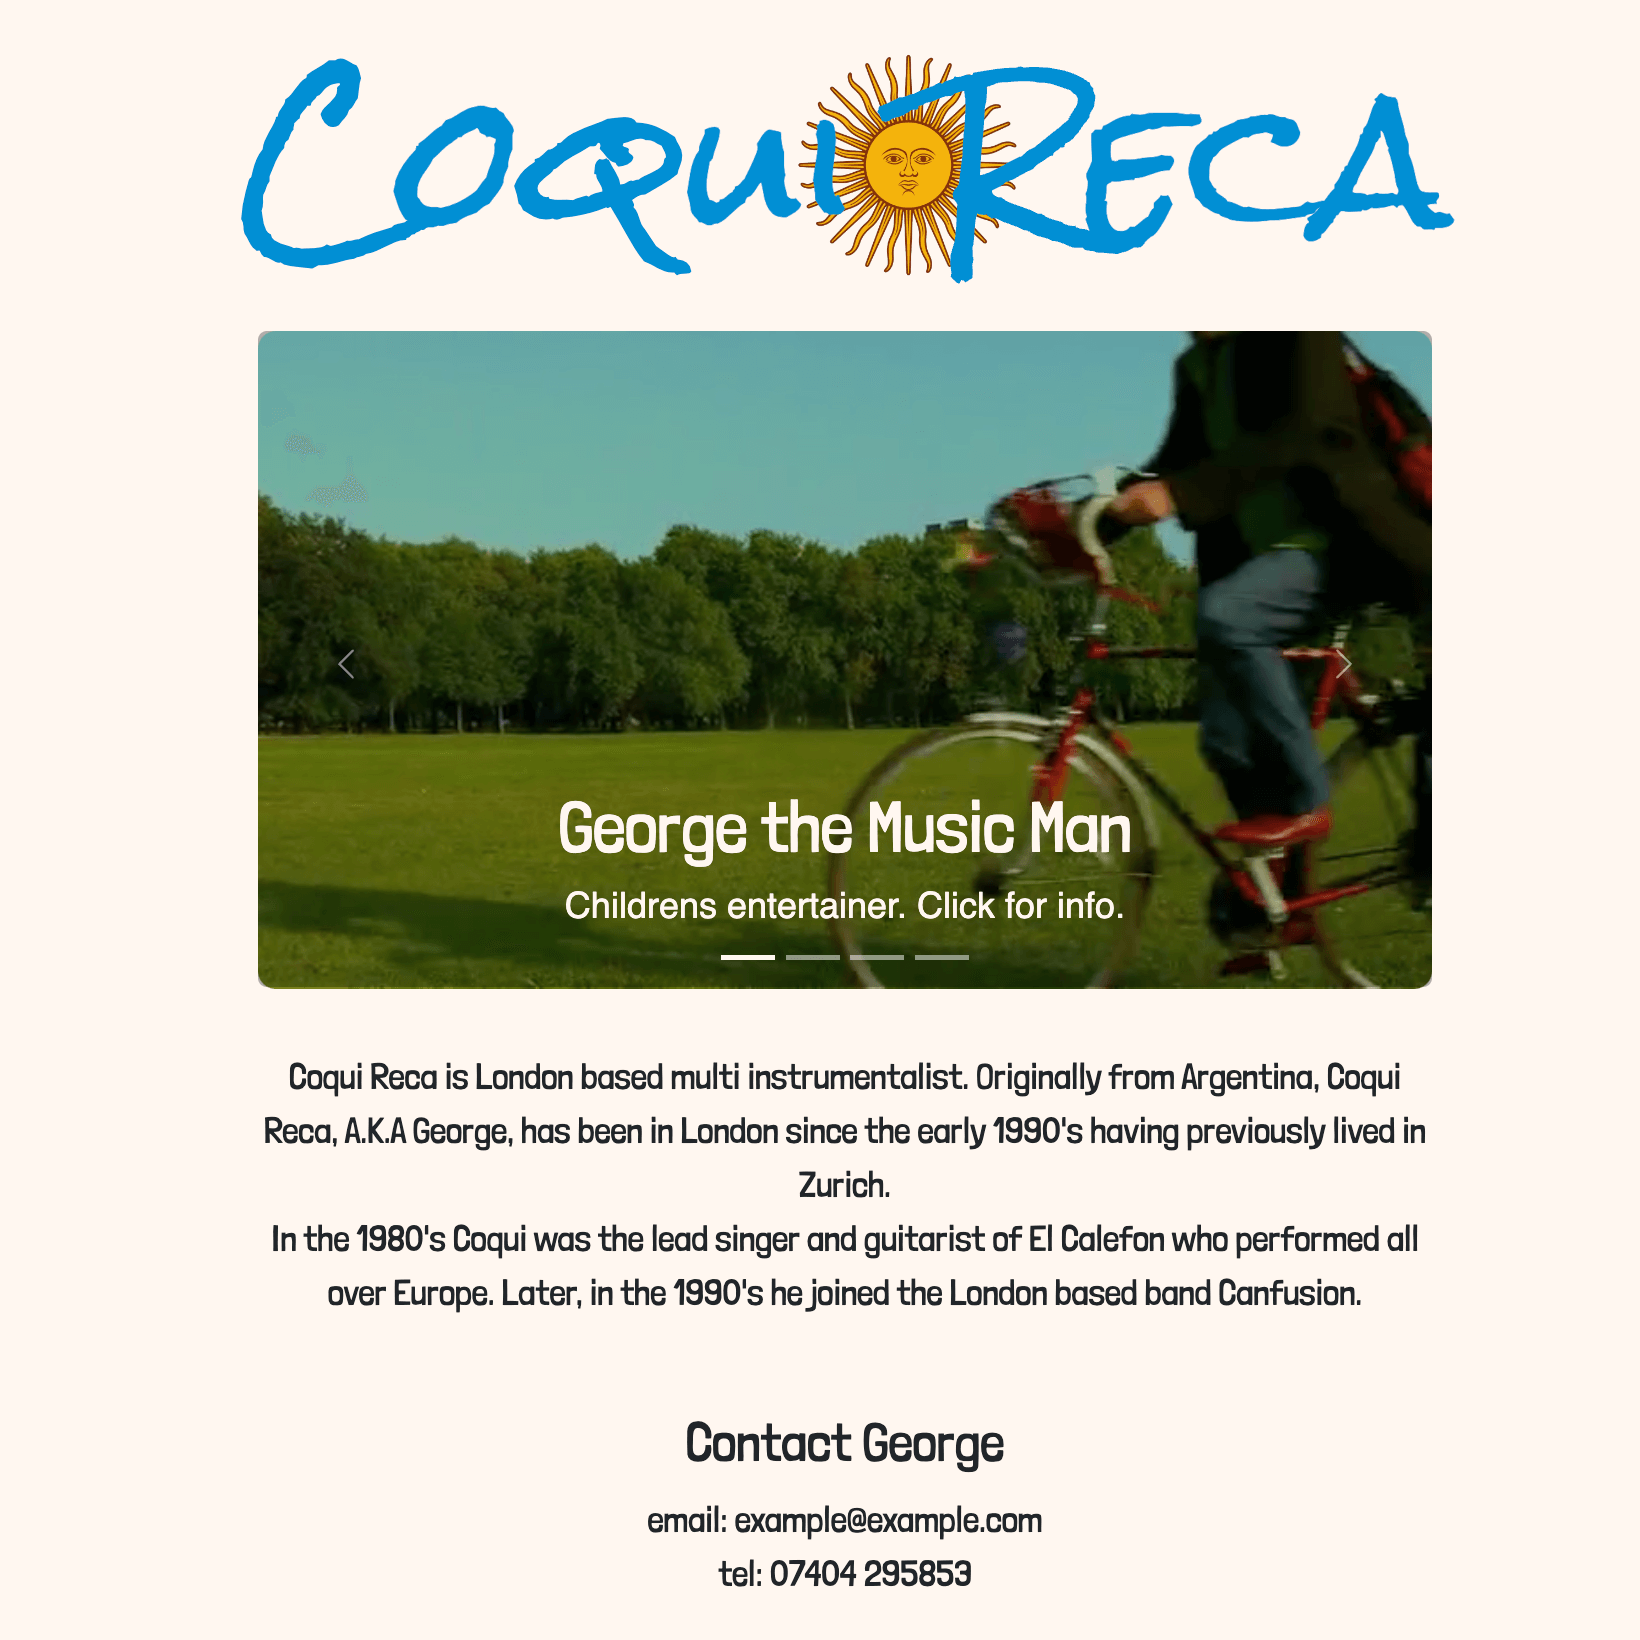 Coqui Reca
George the Music Man
Childrens entertainer. Click for info.
Coqui Reca is London based multi instrumentalist. Originally from Argentina, Coqui
Reca, A.K.A George, has been in London since the early 1990's having previously lived in
Zurich.
In the 1980's Coqui was the lead singer and guitarist of El Calefon who performed all
over Europe. Later, in the 1990's he joined the London based band Canfusion.
Contact George
email: example@example.com
tel: 07404 295853